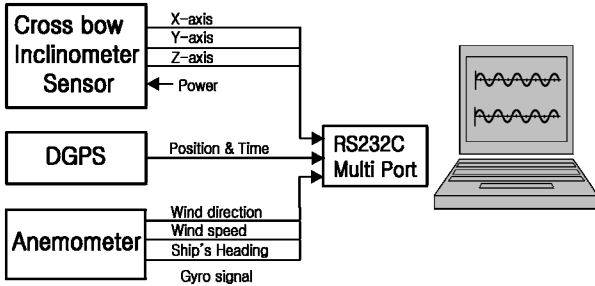 Cross bow
Inclinometer
Sensor
X-axis
Y-axis
Z-axis
Power
DGPS
Position & Time
RS232C
Multi Port
Anemometer
Wind direction
Wind speed
Ship's Heading
Gyro signal